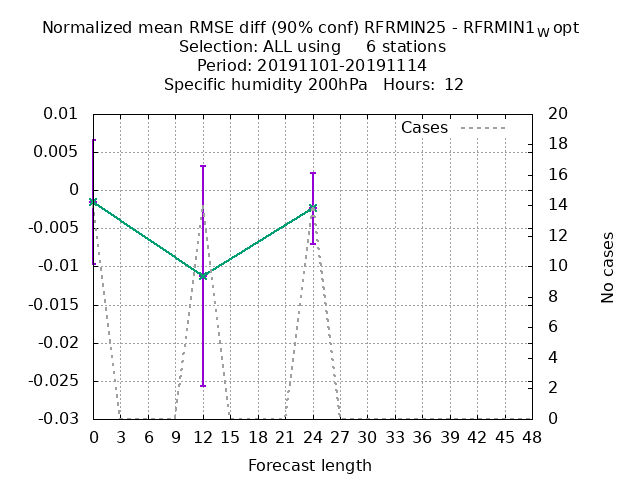 Normalized mean RMSE diff (90% conf) RFRMIN25 - RFRMIN1w opt
Selection: ALL using 6 stations
Period: 20191101-20191114
Specific humidity 200hPa Hours: 12
Cases
0.01
0.005
0
-0.005
-0.01
-0.015
-0.02
-0.025
-0.03
20
18
16
14
12
10
8
6
4
2
0
No cases
0 3 6 9 12 15 18 21 24 27 30 33 36 39 42 45 48
Forecast length